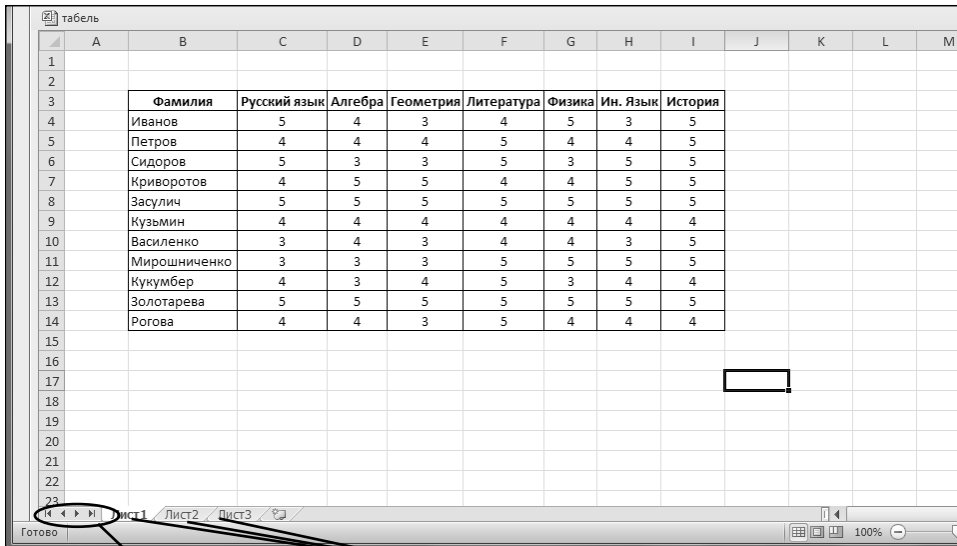 табель
A B C D E F G H I J K L M
1
2
3 Фамилия Русский язык Алгебра Геометрия Литература Физика Ин. Язык История
4 Иванов 5 4 3 4 5 3 5
5 Петров 4 4 4 5 4 4 5
6 Сидоров 5 3 3 5 3 5 5
7 Криворотов 4 5 5 4 4 5 5
8 Засулич 5 5 5 5 5 5 5
9 Кузьмин 4 4 4 4 4 4 4
10 Василенко 3 4 3 4 4 3 5
11 Мирошниченко 3 3 3 5 5 5 5
12 Кукумбер 4 3 4 5 3 4 4
13 Золотарева 5 5 5 5 5 5 5
14 Рогова 4 4 3 5 4 4 4
15
16
17
18
19
20
21
22
23
Лист1 Лист2 Лист3
Готово 100%